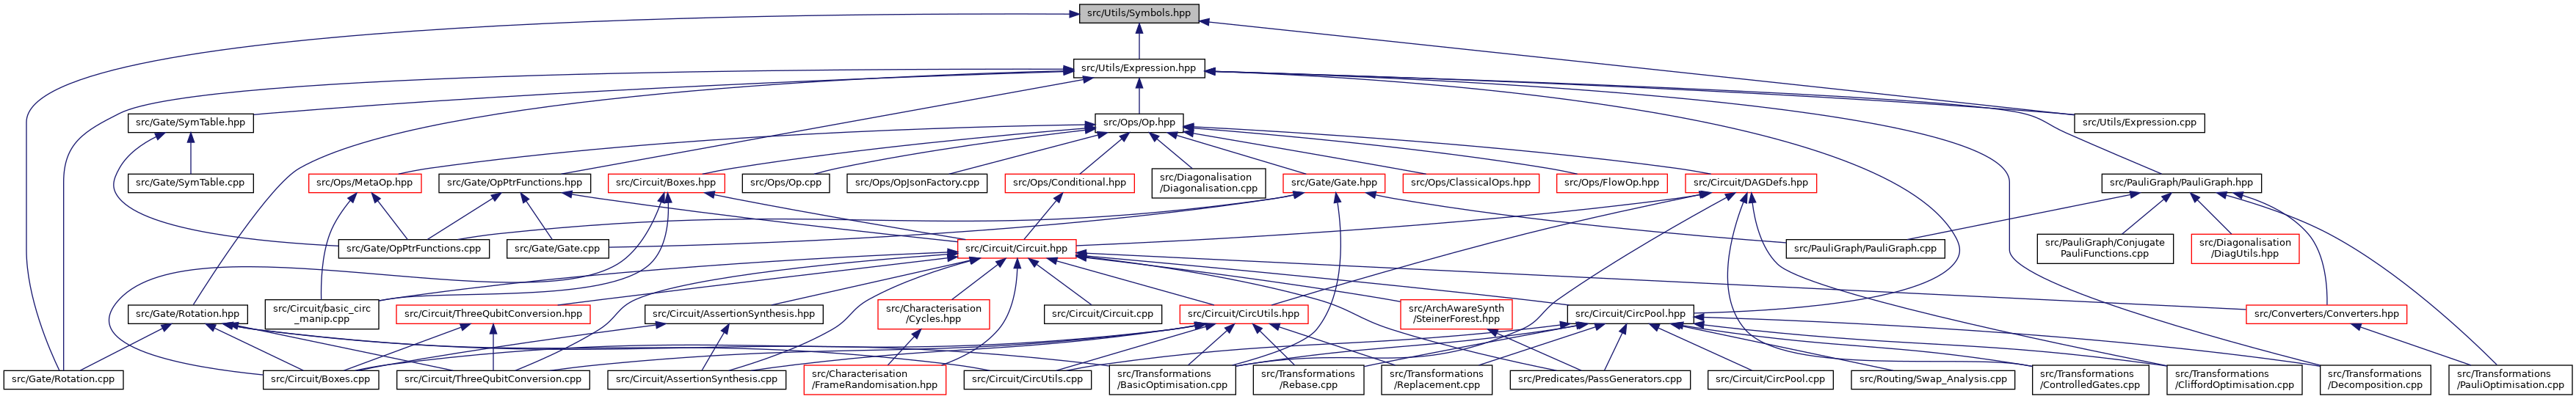 src/Utils/Symbols.hpp
src/Utils/Expression.hpp
src/Gate/SymTable.hpp
src/Ops/Op.hpp
src/Utils/Expression.cpp
src/Gate/SymTable.cpp
src/Ops/MetaOp.hpp
src/Gate/OpPtrFunctions.hpp
src/Circuit/Boxes.hpp
src/Ops/Op.cpp
src/Ops/OpJsonFactory.cpp
src/Ops/Conditional.hpp
src/Diagonalisation
/Diagonalisation.cpp
src/Gate/Gate.hpp
src/Ops/ClassicalOps.hpp
src/Ops/FlowOp.hpp
src/Circuit/DAGDefs.hpp
src/PauliGraph/PauliGraph.hpp
src/Gate/OpPtrFunctions.cpp
src/Gate/Gate.cpp
src/Circuit/Circuit.hpp
src/PauliGraph/PauliGraph.cpp
src/PauliGraph/Conjugate
PauliFunctions.cpp
src/Diagonalisation
/DiagUtils.hpp
src/Gate/Rotation.hpp
src/Circuit/basic_circ
_manip.cpp
src/Circuit/ThreeQubitConversion.hpp
src/Circuit/AssertionSynthesis.hpp
src/Characterisation
/Cycles.hpp
src/Circuit/Circuit.cpp
src/Circuit/CircUtils.hpp
src/ArchAwareSynth
/SteinerForest.hpp
src/Circuit/CircPool.hpp
src/Converters/Converters.hpp
src/Gate/Rotation.cpp
src/Circuit/Boxes.cpp
src/Circuit/ThreeQubitConversion.cpp
src/Circuit/AssertionSynthesis.cpp
src/Characterisation
/FrameRandomisation.hpp
src/Circuit/CircUtils.cpp
src/Transformations
/BasicOptimisation.cpp
src/Transformations
/Rebase.cpp
src/Transformations
/Replacement.cpp
src/Predicates/PassGenerators.cpp
src/Circuit/CircPool.cpp
src/Routing/Swap_Analysis.cpp
src/Transformations
/ControlledGates.cpp
src/Transformations
/CliffordOptimisation.cpp
src/Transformations
/Decomposition.cpp
src/Transformations
/PauliOptimisation.cpp